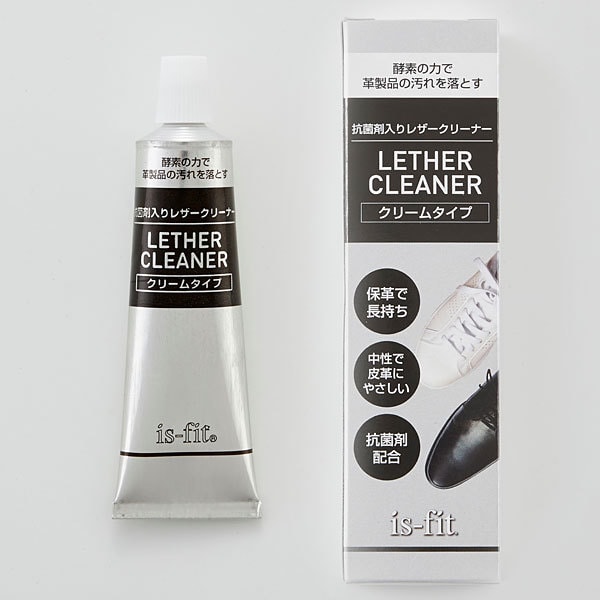 酵素の力で
革製品の汚れを落とす
抗菌剤入りレザークリーナー
LETHER
CLEANER
クリームタイプ
is-fit®
酵素の力で
革製品の汚れを落とす
抗菌剤入りレザークリーナー
LETHER
CLEANER
クリームタイプ
保革で
長持ち
中性で
皮革に
やさしい
抗菌剤
配合
is-fit®